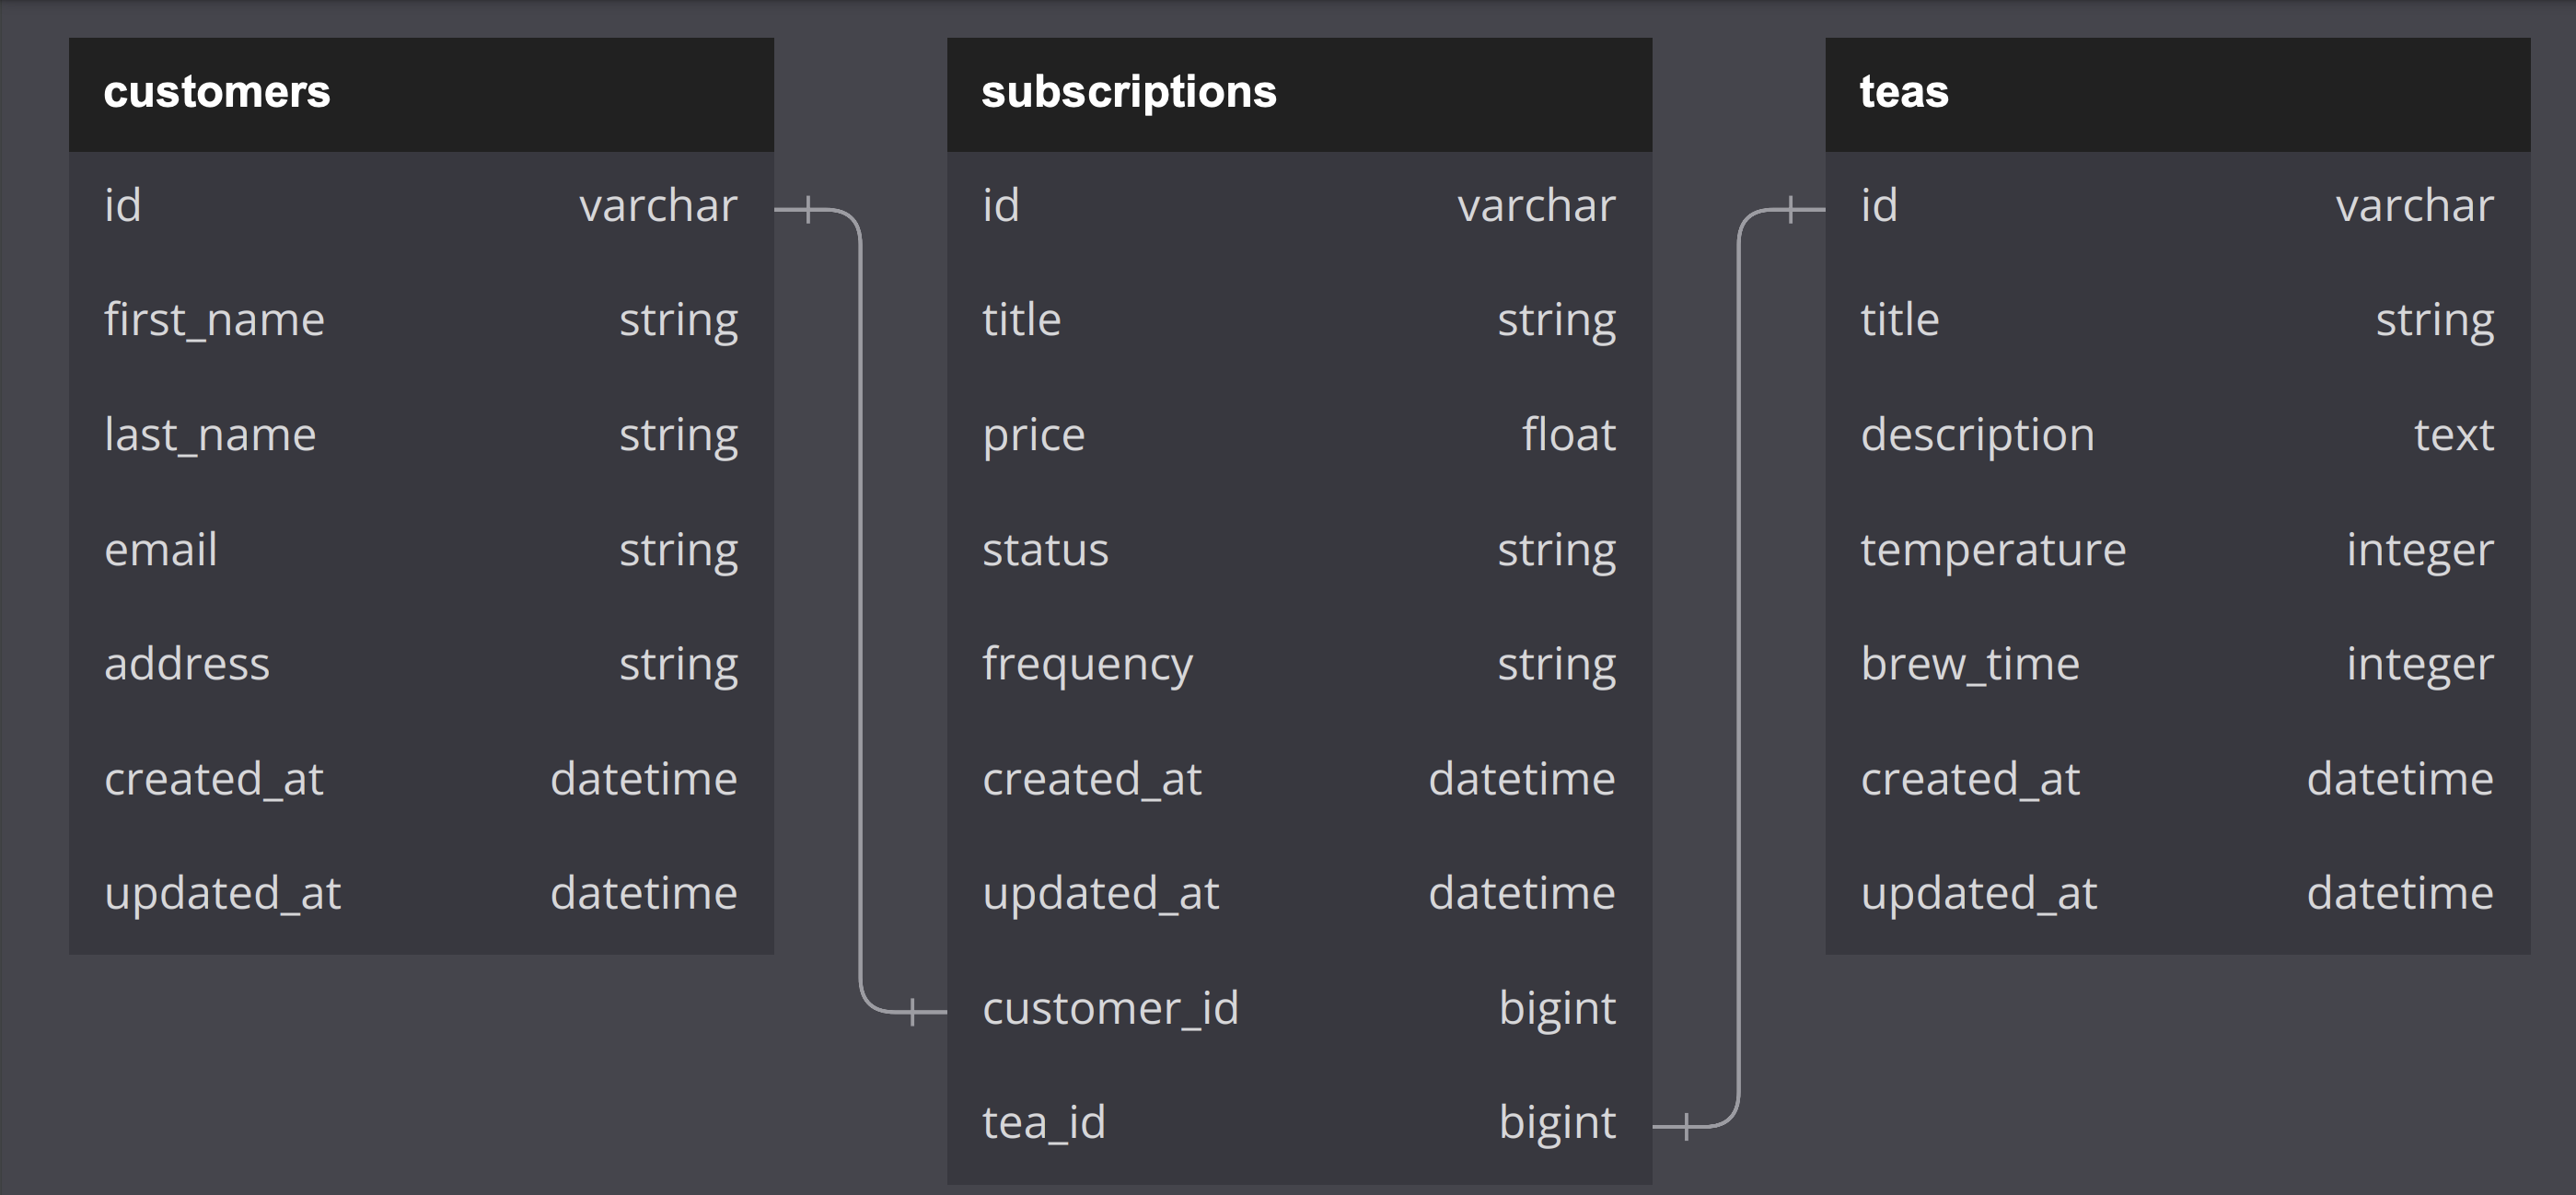 customers
id varchar
first_name string
last_name string
email string
address string
created_at datetime
updated_at datetime
subscriptions
id varchar
title string
price float
status string
frequency string
created_at datetime
updated_at datetime
customer_id bigint
tea_id bigint
teas
id varchar
title string
description text
temperature integer
brew_time integer
created_at datetime
updated_at datetime